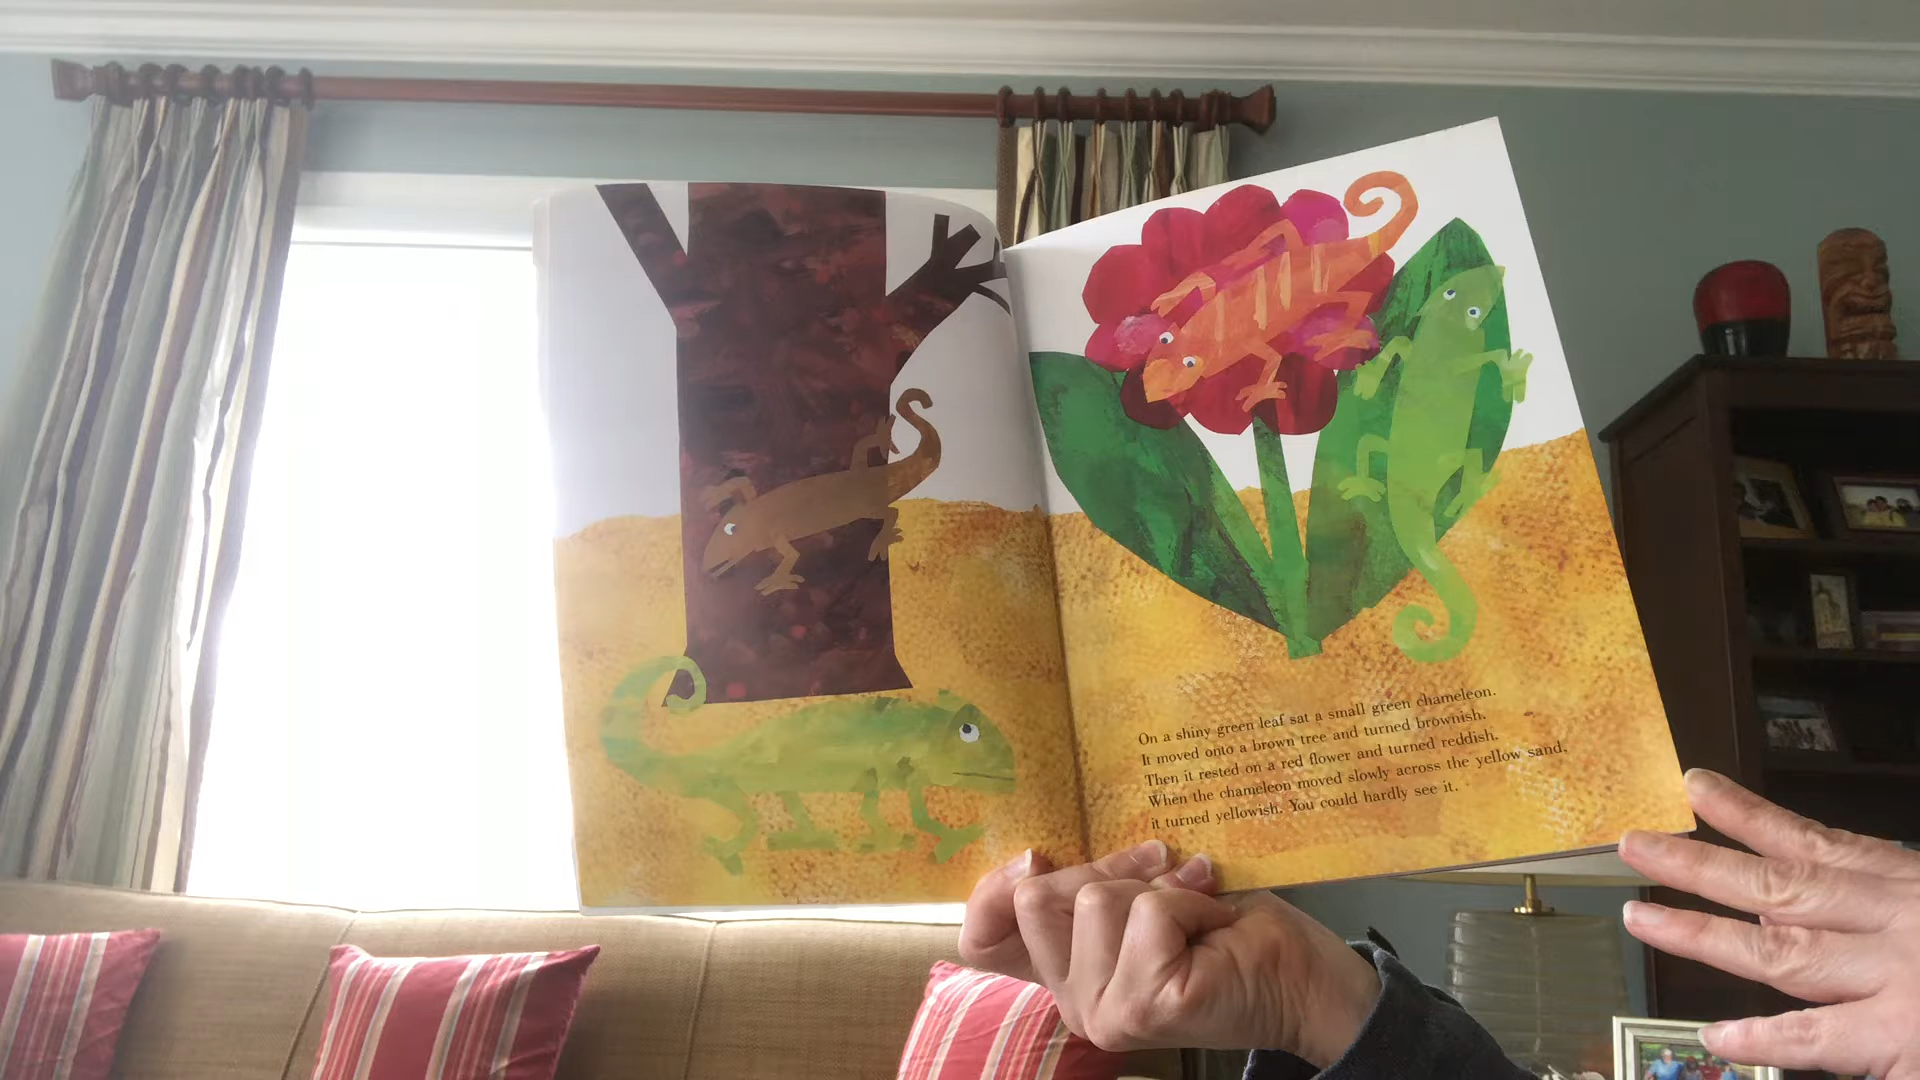 On a shiny green leaf sat a small green chameleon.
It moved onto a brown tree and turned brownish.
Then it rested on a red flower and turned reddish.
When the chameleon moved slowly across the yellow sand,
it turned yellowish. You could hardly see it.